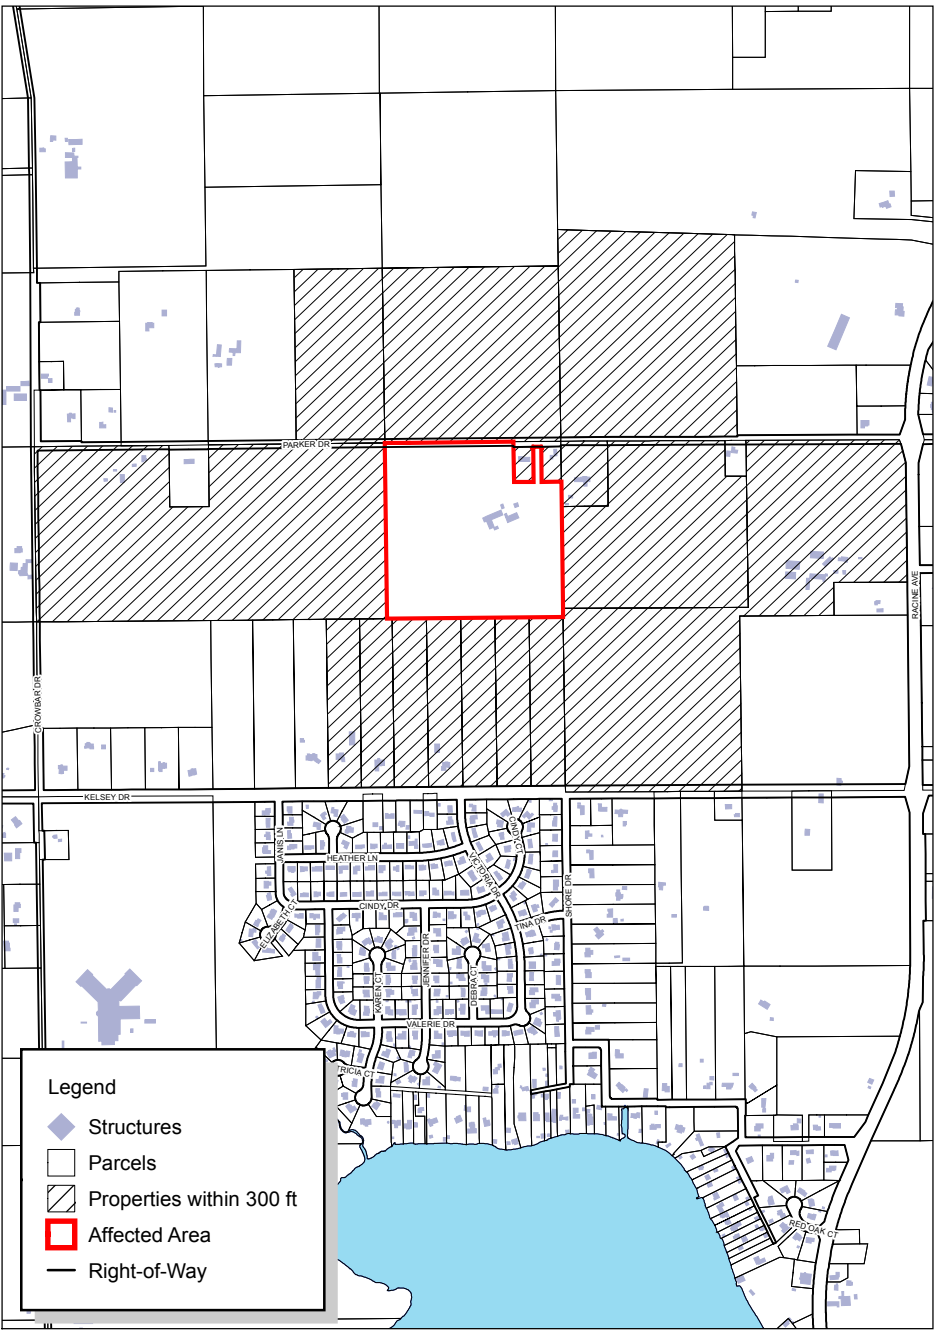 PARKER DR
RACINE AVE
CROWBAR DR
KELSEY DR
JANIS LN
HEATHER LN
VICTORIA DR
CINDY CT
CINDY DR
ELIZABETH CT
SHORE DR
TINA DR
JENNIFER DR
KAREN CT
DEBRA CT
VALERIE DR
TRICIA CT
RED OAK CT
Legend
Structures
Parcels
Properties within 300 ft
Affected Area
Right-of-Way